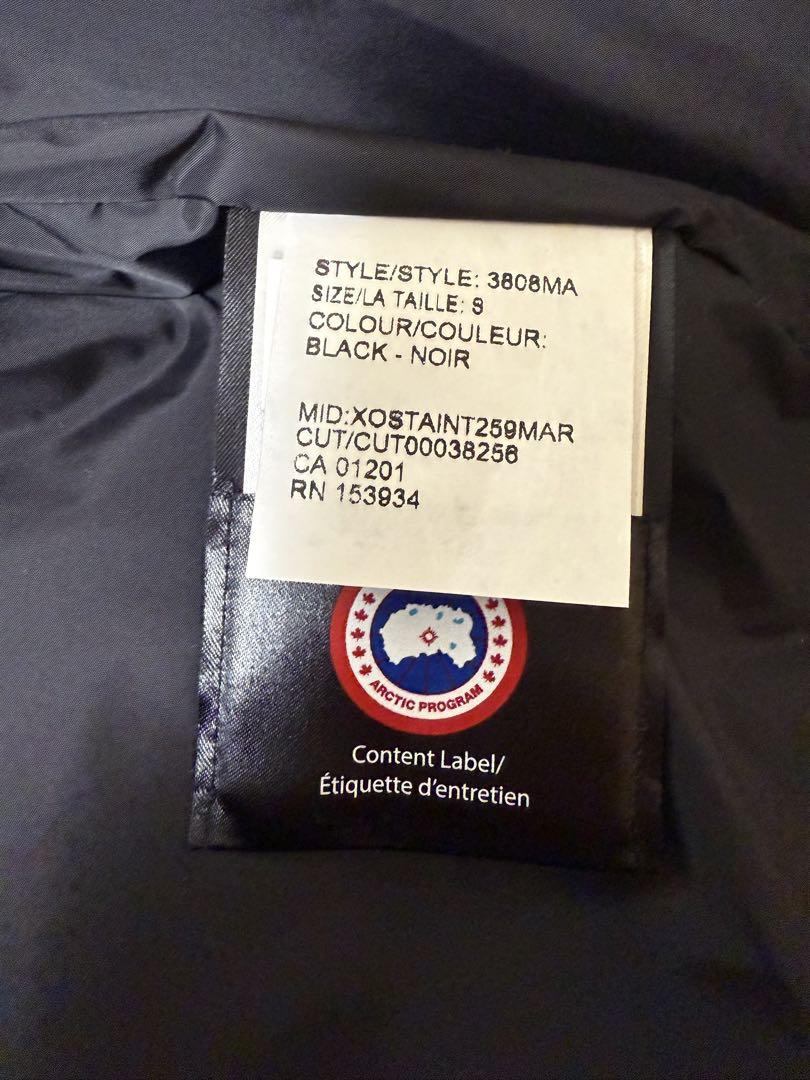 STYLE/STYLE: 3808MA
SIZE/LA TAILLE: S
COLOUR/COULEUR:
BLACK - NOIR
MID:XOSTAINT259MAR
CUT/CUT00038256
CA 01201
RN 153934
ARCTIC PROGRAM
Content Label/
Étiquette d'entretien